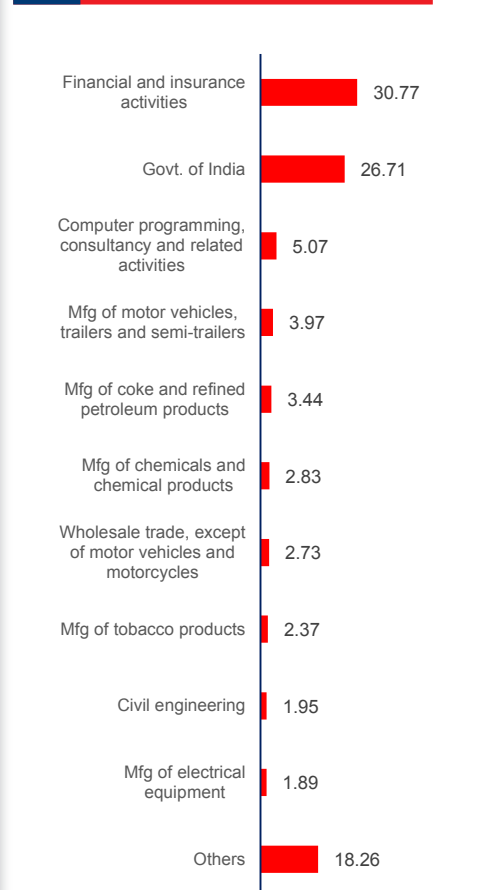 Financial and insurance
activities
30.77
Govt. of India
26.71
Computer programming,
consultancy and related
activities
5.07
Mfg of motor vehicles,
trailers and semi-trailers
3.97
Mfg of coke and refined
petroleum products
3.44
Mfg of chemicals and
chemical products
2.83
Wholesale trade, except
of motor vehicles and
motorcycles
2.73
Mfg of tobacco products
2.37
Civil engineering
1.95
Mfg of electrical
equipment
1.89
Others
18.26